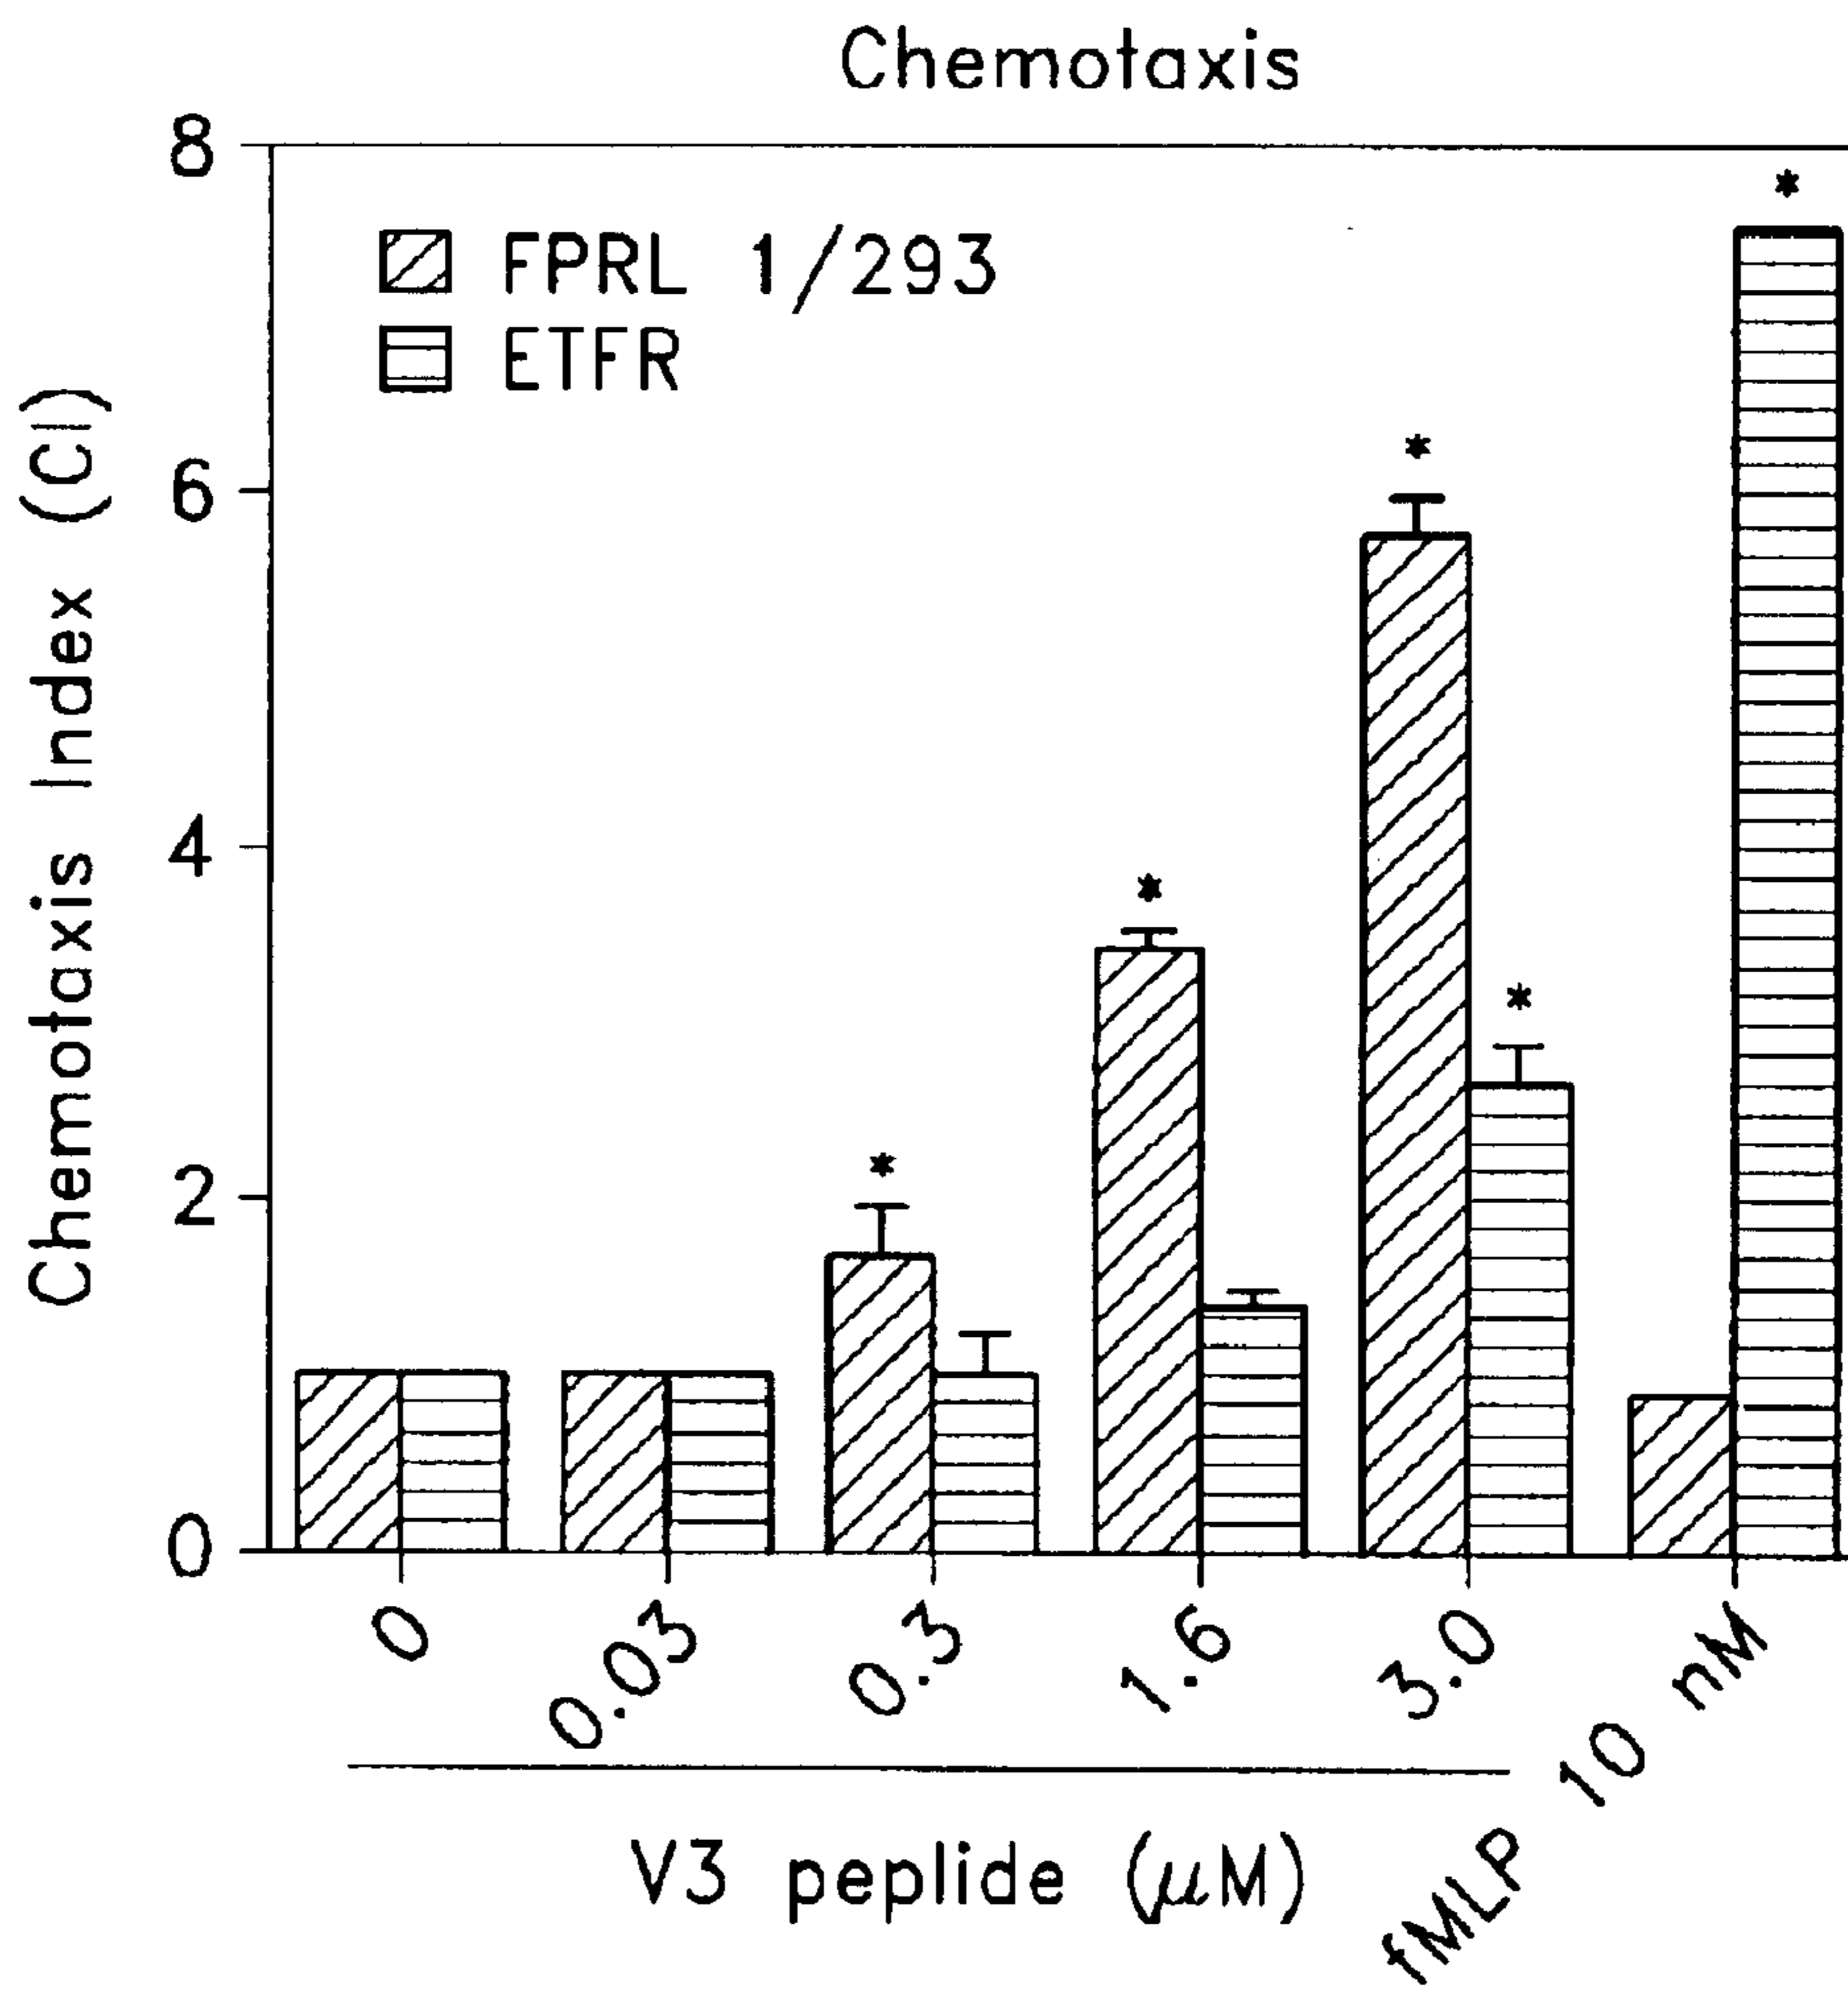 Chemotaxis
8
6
4
2
0
Chemotaxis Index (CI)
FPRL 1/293
ETFR
*
*
*
*
*
0
0.03
0.3
1.6
3.0
fMLP 10 nM
V3 peplide (µM)